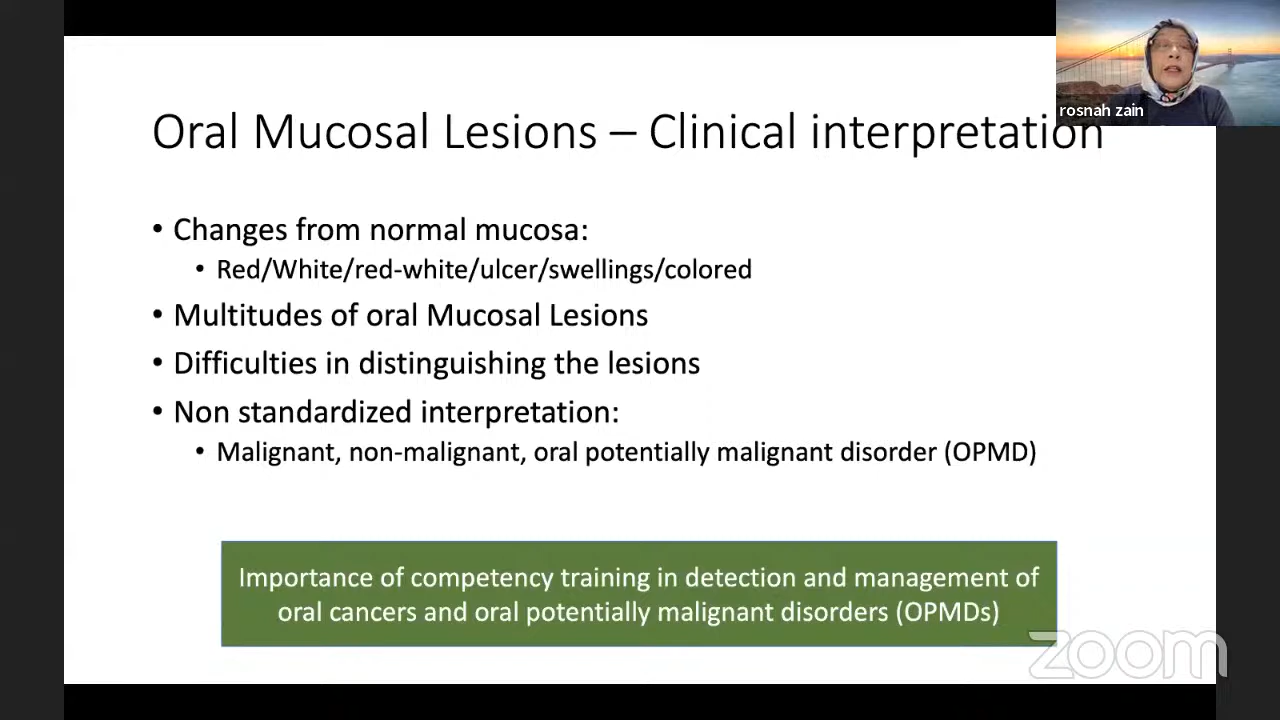 rosnah zain
Oral Mucosal Lesions – Clinical interpretation
• Changes from normal mucosa:
• Red/White/red-white/ulcer/swellings/colored
• Multitudes of oral Mucosal Lesions
• Difficulties in distinguishing the lesions
• Non standardized interpretation:
• Malignant, non-malignant, oral potentially malignant disorder (OPMD)
Importance of competency training in detection and management of
oral cancers and oral potentially malignant disorders (OPMDs)
zoom